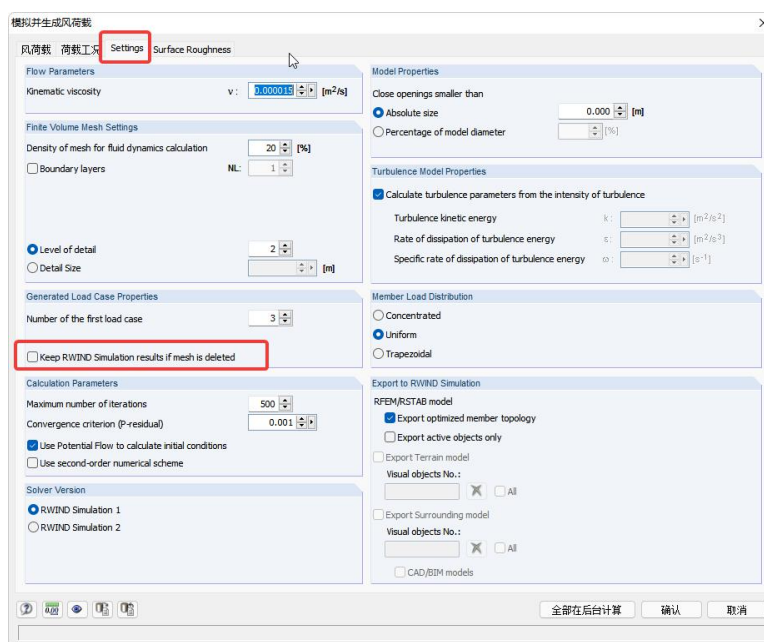 模拟并生成风荷载
风荷载 荷载工况 Settings Surface Roughness
Flow Parameters
Kinematic viscosity ν : 0.000015 [m²/s]
Finite Volume Mesh Settings
Density of mesh for fluid dynamics calculation 20 [%]
Boundary layers NL: 1
Level of detail 2
Detail Size [m]
Generated Load Case Properties
Number of the first load case 3
Keep RWIND Simulation results if mesh is deleted
Calculation Parameters
Maximum number of iterations 500
Convergence criterion (P-residual) 0.001
Use Potential Flow to calculate initial conditions
Use second-order numerical scheme
Solver Version
RWIND Simulation 1
RWIND Simulation 2
Model Properties
Close openings smaller than
Absolute size 0.000 [m]
Percentage of model diameter [%]
Turbulence Model Properties
Calculate turbulence parameters from the intensity of turbulence
Turbulence kinetic energy k : [m²/s²]
Rate of dissipation of turbulence energy ε : [m²/s³]
Specific rate of dissipation of turbulence energy ω : [s⁻¹]
Member Load Distribution
Concentrated
Uniform
Trapezoidal
Export to RWIND Simulation
RFEM/RSTAB model
Export optimized member topology
Export active objects only
Export Terrain model
Visual objects No.:
All
Export Surrounding model
Visual objects No.:
All
CAD/BIM models
0,00
全部在后台计算 确认 取消